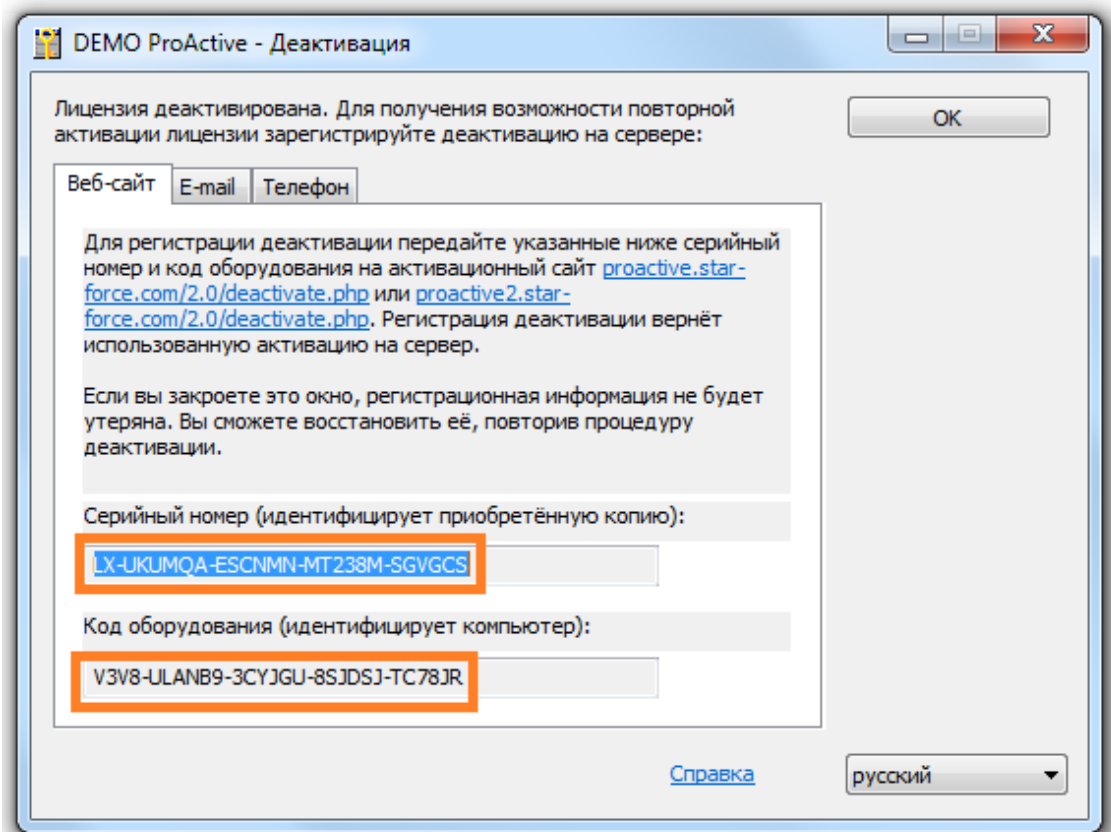 DEMO ProActive - Деактивация
Лицензия деактивирована. Для получения возможности повторной
активации лицензии зарегистрируйте деактивацию на сервере:
OK
Веб-сайт
E-mail
Телефон
Для регистрации деактивации передайте указанные ниже серийный
номер и код оборудования на активационный сайт proactive.star-
force.com/2.0/deactivate.php или proactive2.star-
force.com/2.0/deactivate.php. Регистрация деактивации вернёт
использованную активацию на сервер.
Если вы закроете это окно, регистрационная информация не будет
утеряна. Вы сможете восстановить её, повторив процедуру
деактивации.
Серийный номер (идентифицирует приобретённую копию):
LX-UKUMQA-ESCNMN-MT238M-SGVGCS
Код оборудования (идентифицирует компьютер):
V3V8-ULANB9-3CYJGU-8SJDSJ-TC78JR
Справка
русский